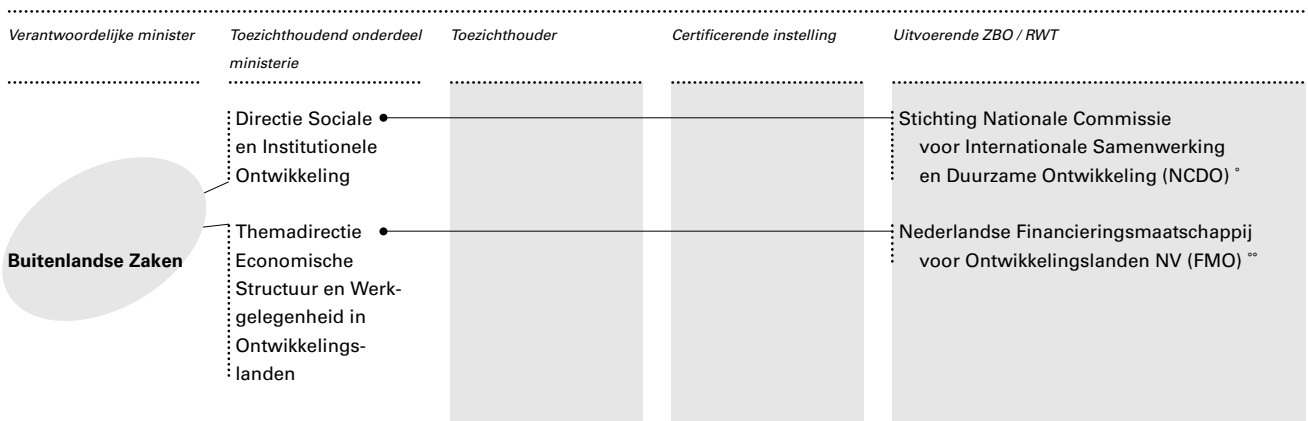 Verantwoordelijke minister
Toezichthoudend onderdeel
ministerie
Toezichthouder
Certificerende instelling
Uitvoerende ZBO / RWT
Buitenlandse Zaken
Directie Sociale
en Institutionele
Ontwikkeling
Stichting Nationale Commissie
voor Internationale Samenwerking
en Duurzame Ontwikkeling (NCDO) °
Themadirectie
Economische
Structuur en Werk-
gelegenheid in
Ontwikkelings-
landen
Nederlandse Financieringsmaatschappij
voor Ontwikkelingslanden NV (FMO) °°